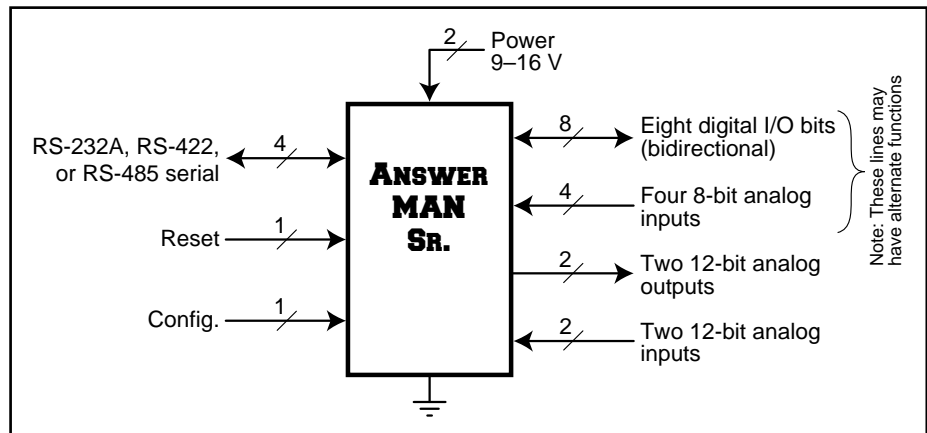 2
Power
9–16 V
RS-232A, RS-422,
or RS-485 serial
4
Reset
1
Config.
1
ANSWER
MAN
SR.
8
Eight digital I/O bits
(bidirectional)
4
Four 8-bit analog
inputs
2
Two 12-bit analog
outputs
2
Two 12-bit analog
inputs
Note: These lines may
have alternate functions